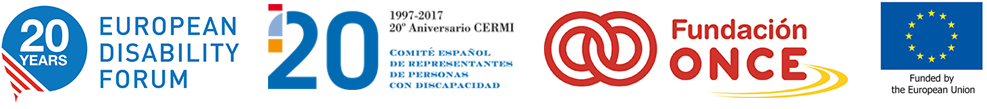 20
YEARS
EUROPEAN
DISABILITY
FORUM
20
1997-2017
20º Aniversario CERMI
COMITÉ ESPAÑOL
DE REPRESENTANTES
DE PERSONAS
CON DISCAPACIDAD
Fundación
ONCE
Funded by
the European Union